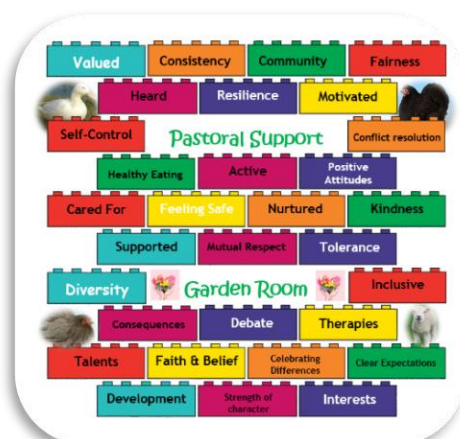 Valued Consistency Community Fairness
Heard Resilience Motivated
Self-Control Pastoral Support Conflict resolution
Healthy Eating Active Positive
Attitudes
Cared For Feeling Safe Nurtured Kindness
Supported Mutual Respect Tolerance
Diversity Garden Room Inclusive
Consequences Debate Therapies
Talents Faith & Belief Celebrating
Differences Clear Expectations
Development Strength of
character Interests